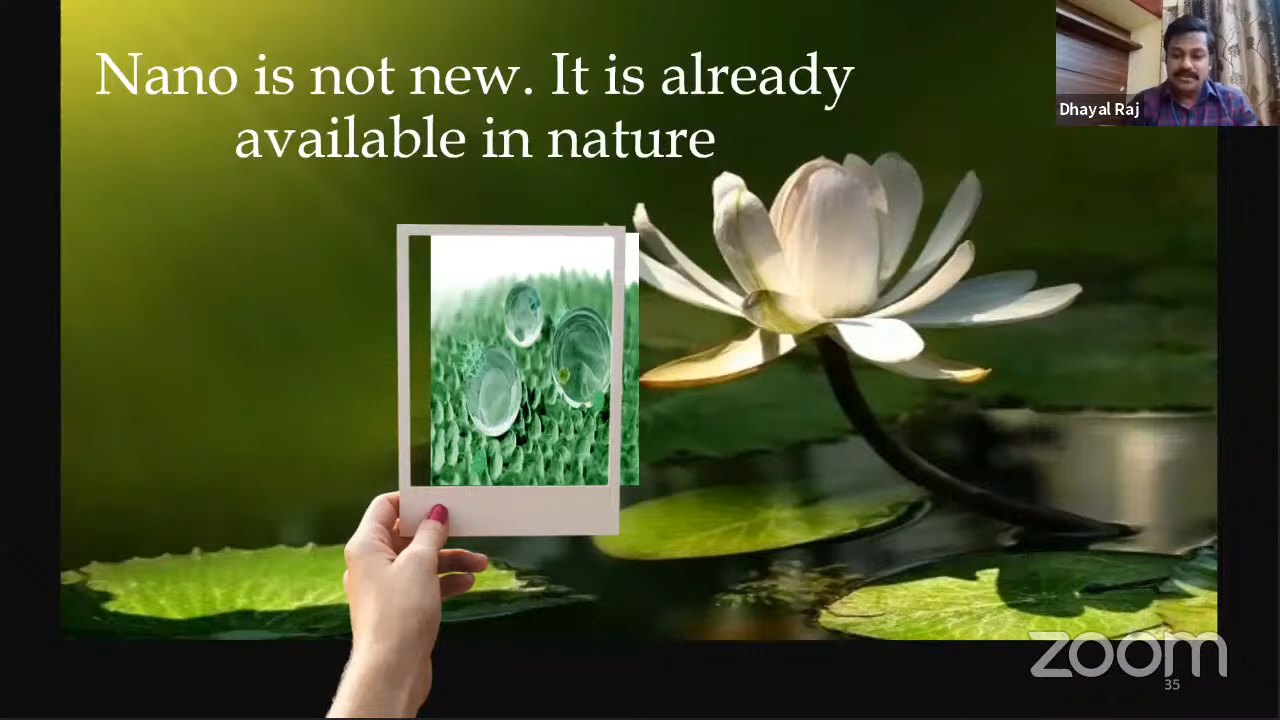 Nano is not new. It is already
available in nature
Dhayal Raj
zoom
35